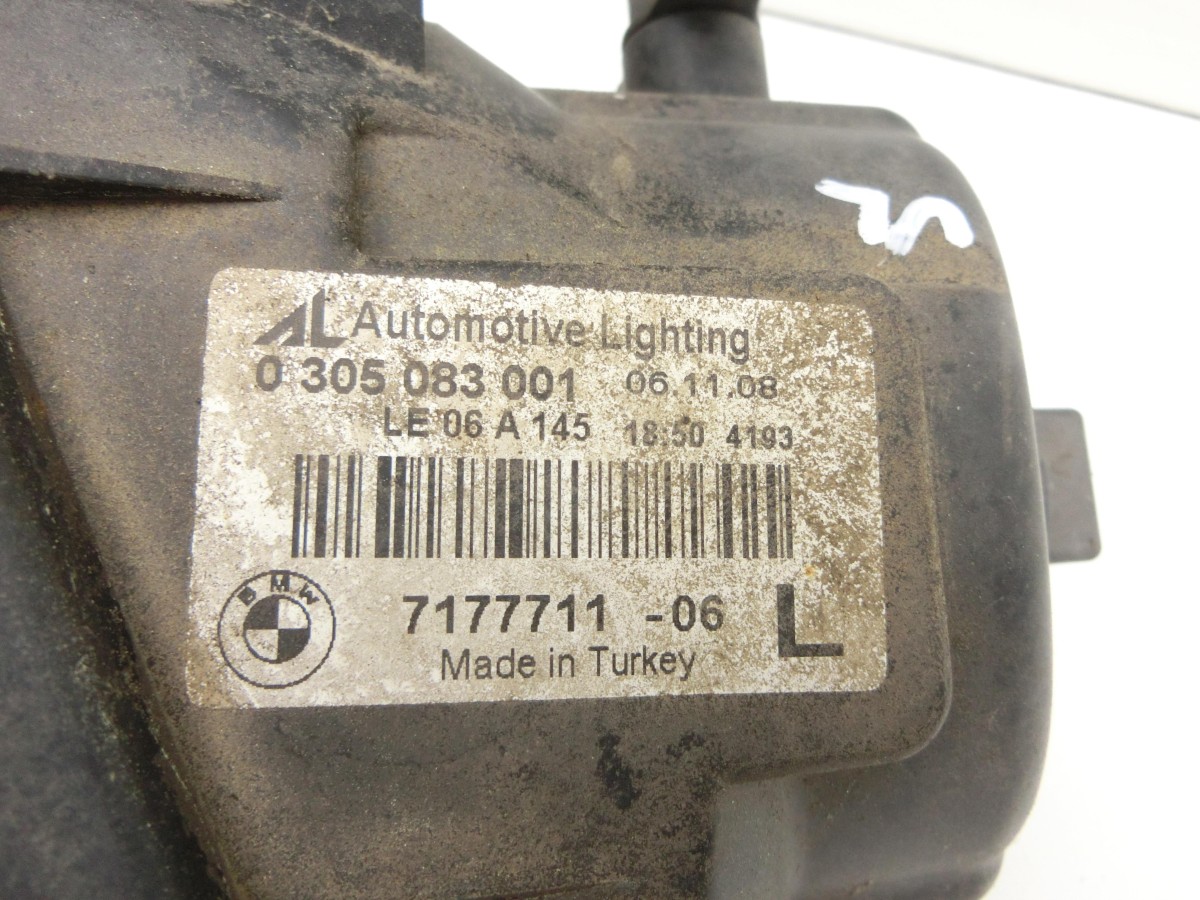 AL Automotive Lighting
0 305 083 001 06.11.08
LE 06 A 145 18:50 4193
BMW
7177711 -06 L
Made in Turkey